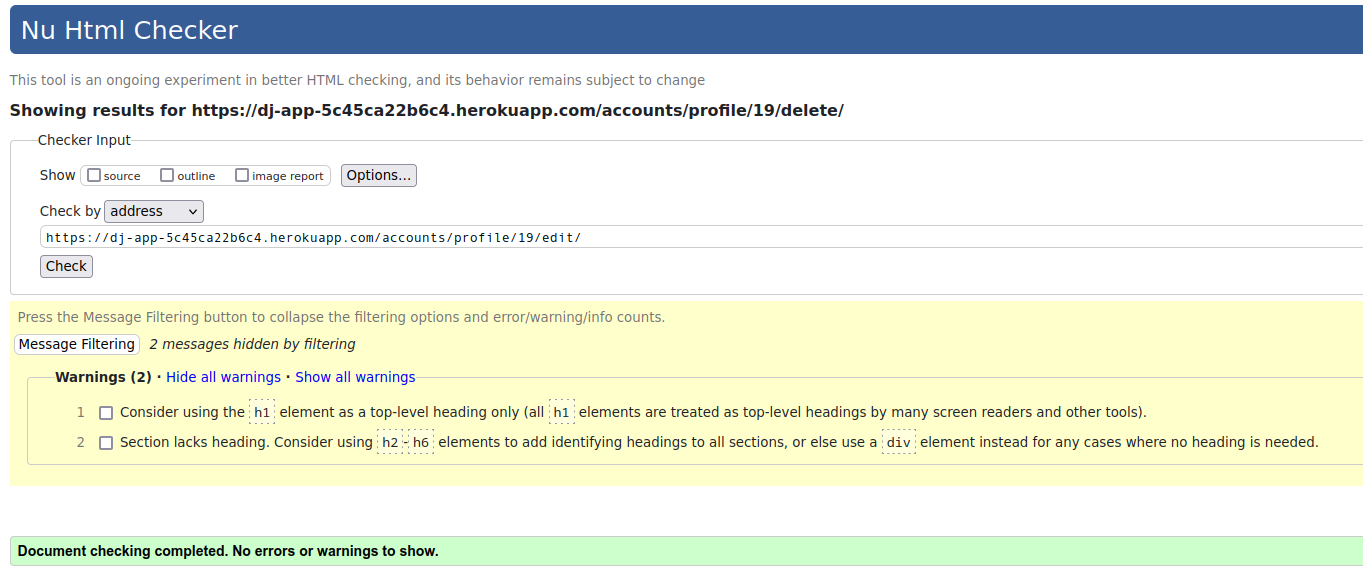 Nu Html Checker
This tool is an ongoing experiment in better HTML checking, and its behavior remains subject to change
Showing results for https://dj-app-5c45ca22b6c4.herokuapp.com/accounts/profile/19/delete/
Checker Input
Show source outline image report Options...
Check by address
https://dj-app-5c45ca22b6c4.herokuapp.com/accounts/profile/19/edit/
Check
Press the Message Filtering button to collapse the filtering options and error/warning/info counts.
Message Filtering 2 messages hidden by filtering
Warnings (2) · Hide all warnings · Show all warnings
1 Consider using the h1 element as a top-level heading only (all h1 elements are treated as top-level headings by many screen readers and other tools).
2 Section lacks heading. Consider using h2-h6 elements to add identifying headings to all sections, or else use a div element instead for any cases where no heading is needed.
Document checking completed. No errors or warnings to show.